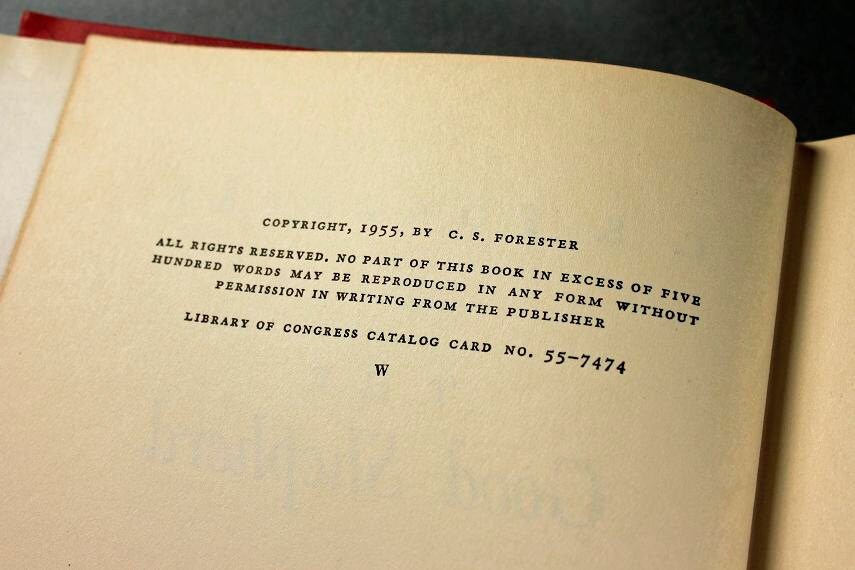 COPYRIGHT, 1955, BY C. S. FORESTER
ALL RIGHTS RESERVED. NO PART OF THIS BOOK IN EXCESS OF FIVE
HUNDRED WORDS MAY BE REPRODUCED IN ANY FORM WITHOUT
PERMISSION IN WRITING FROM THE PUBLISHER
LIBRARY OF CONGRESS CATALOG CARD NO. 55-7474
W
Good Shepherd